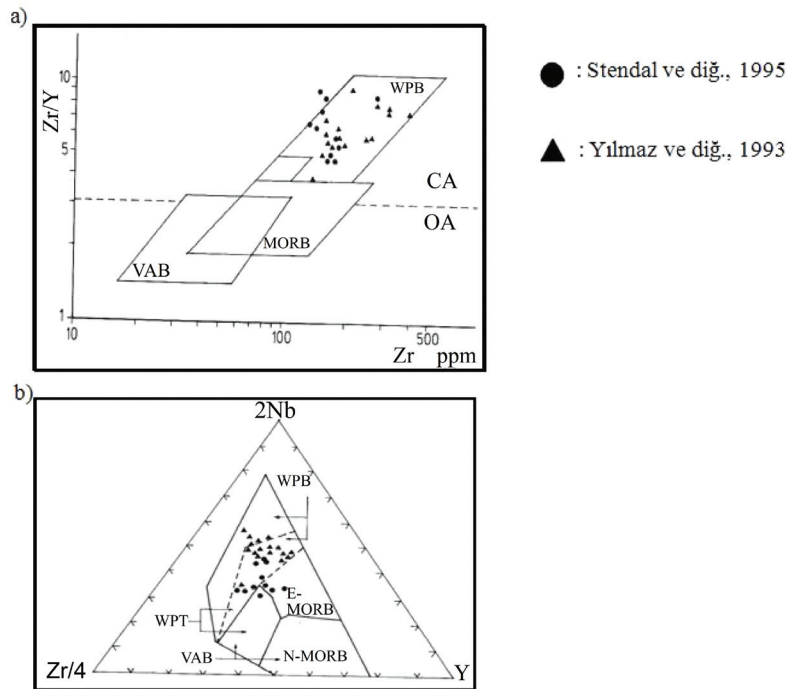 a)
10
WPB
Zr/Y
5
CA
OA
MORB
VAB
1
10
100
500
Zr ppm
● : Stendal ve diğ., 1995
▲ : Yılmaz ve diğ., 1993
b)
2Nb
WPB
E-
MORB
WPT
VAB
N-MORB
Zr/4
Y